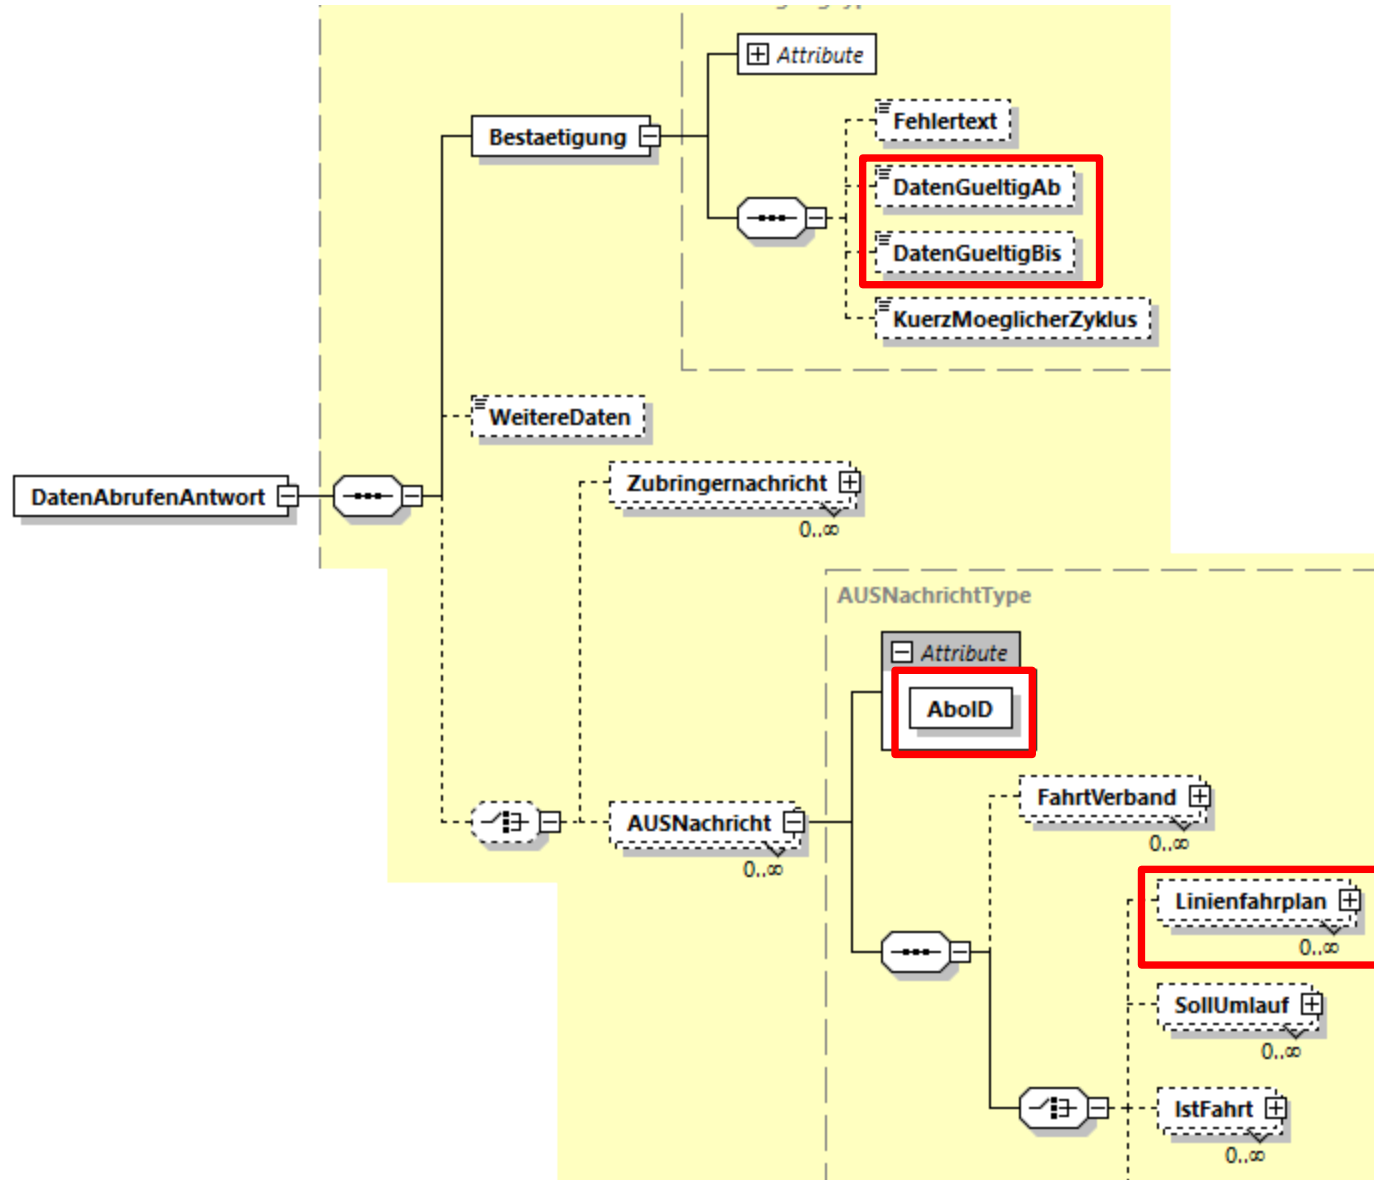 Attribute
Fehlertext
Bestaetigung
DatenGueltigAb
DatenGueltigBis
KuerzMoeglicherZyklus
WeitereDaten
Zubringernachricht
DatenAbrufenAntwort
0..∞
AUSNachrichtType
Attribute
AboID
FahrtVerband
AUSNachricht
0..∞
0..∞
Linienfahrplan
0..∞
SollUmlauf
0..∞
IstFahrt
0..∞